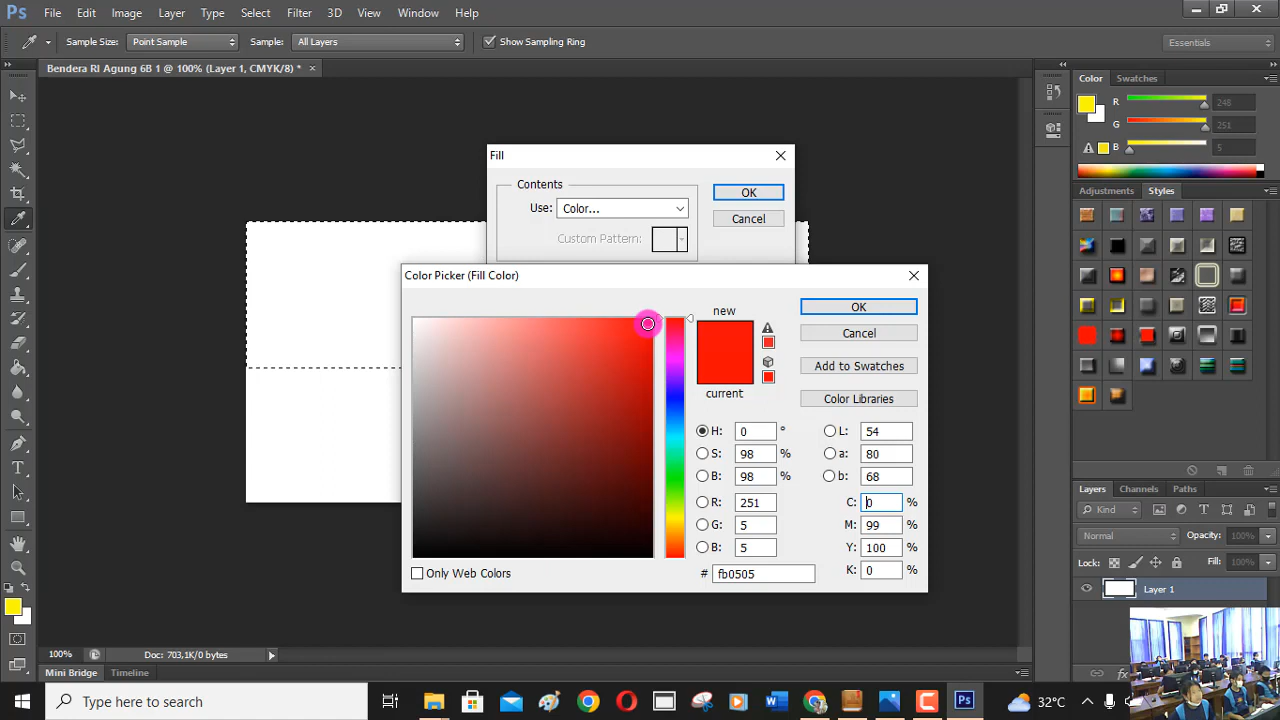 Ps File Edit Image Layer Type Select Filter 3D View Window Help
Sample Size: Point Sample Sample: All Layers Show Sampling Ring Essentials
Bendera RI Agung 6B 1 @ 100% (Layer 1, CMYK/8) * ×
Color Swatches
R 248
G 251
B 5
Adjustments Styles
Fill
Contents
Use: Color...
Custom Pattern:
OK
Cancel
Color Picker (Fill Color)
new
current
OK
Cancel
Add to Swatches
Color Libraries
H: 0 °
S: 98 %
B: 98 %
R: 251
G: 5
B: 5
L: 54
a: 80
b: 68
C: 0 %
M: 99 %
Y: 100 %
K: 0 %
# fb0505
Only Web Colors
Layers Channels Paths
Kind
Normal Opacity: 100%
Lock: Fill: 100%
Layer 1
fx
100% Doc: 703,1K/0 bytes
Mini Bridge Timeline
Type here to search
32°C